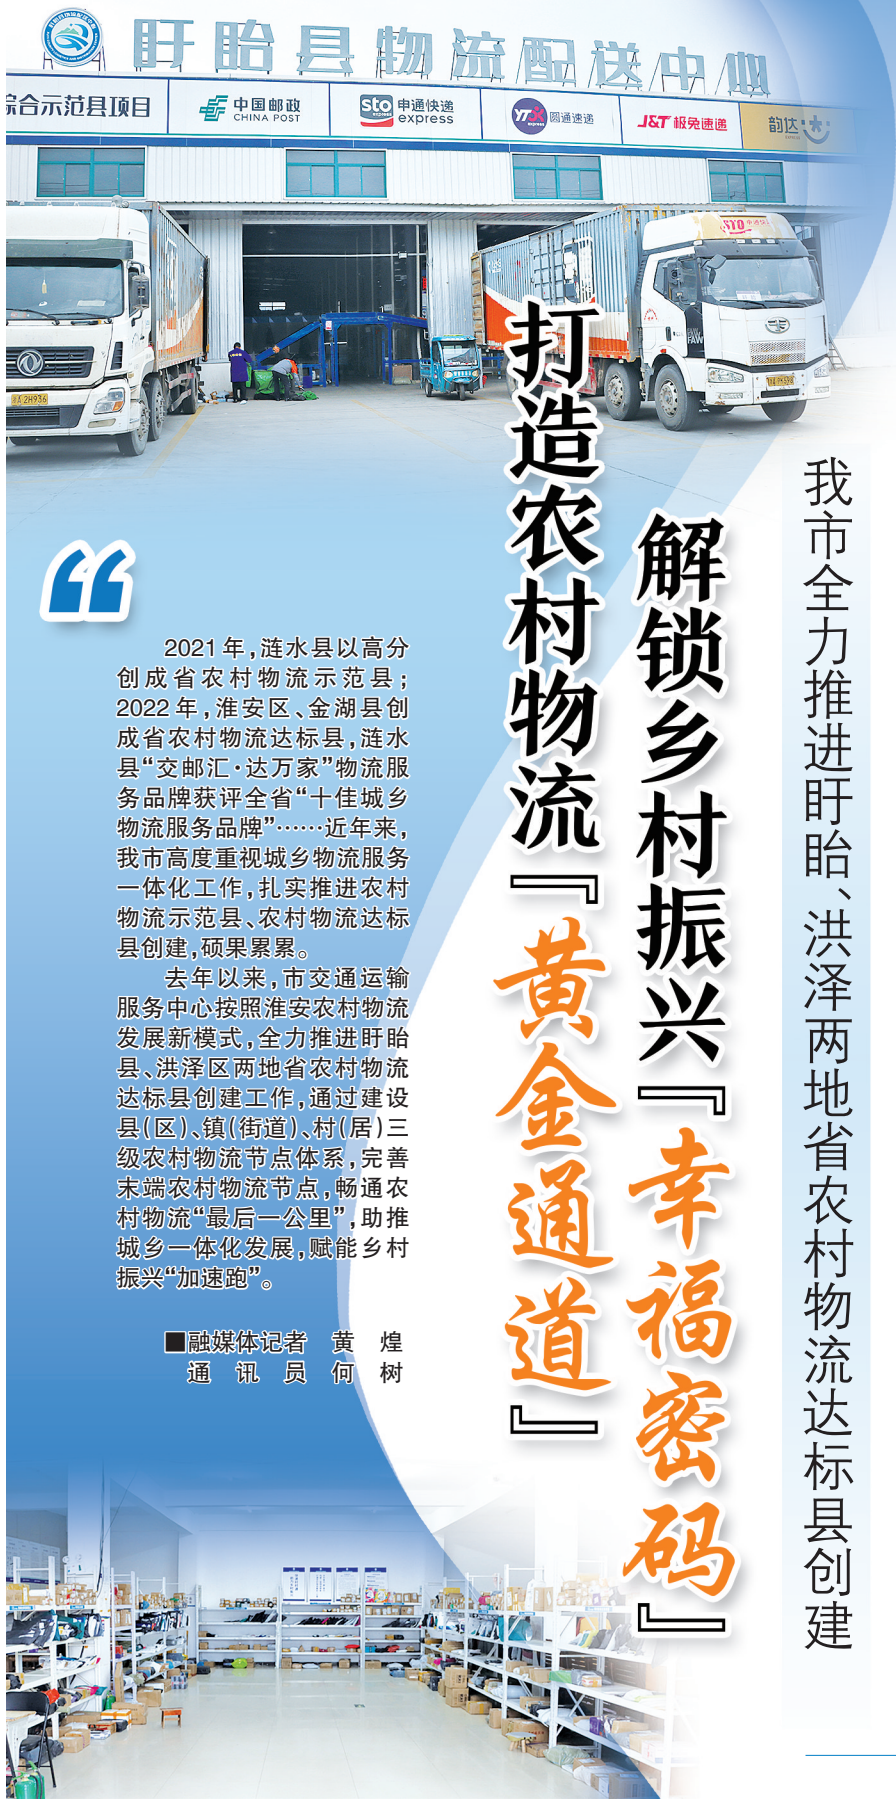 盱眙县物流配送中心
综合示范县项目
中国邮政
CHINA POST
sto
express
申通快递
express
YTO
express
圆通速递
J&T 极兔速递
韵达
STO
FAW
A 2H936
我市全力推进盱眙、洪泽两地省农村物流达标县创建
打造农村物流『黄金通道』
解锁乡村振兴『幸福密码』
“
2021年,涟水县以高分
创成省农村物流示范县;
2022年,淮安区、金湖县创
成省农村物流达标县,涟水
县“交邮汇·达万家”物流服
务品牌获评全省“十佳城乡
物流服务品牌”……近年来,
我市高度重视城乡物流服务
一体化工作,扎实推进农村
物流示范县、农村物流达标
县创建,硕果累累。
去年以来,市交通运输
服务中心按照淮安农村物流
发展新模式,全力推进盱眙
县、洪泽区两地省农村物流
达标县创建工作,通过建设
县(区)、镇(街道)、村(居)三
级农村物流节点体系,完善
末端农村物流节点,畅通农
村物流“最后一公里”,助推
城乡一体化发展,赋能乡村
振兴“加速跑”。
■融媒体记者 黄 煌
通 讯 员 何 树